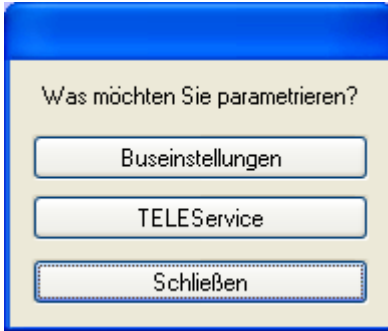 Was möchten Sie parametrieren?
Buseinstellungen
TELEService
Schließen